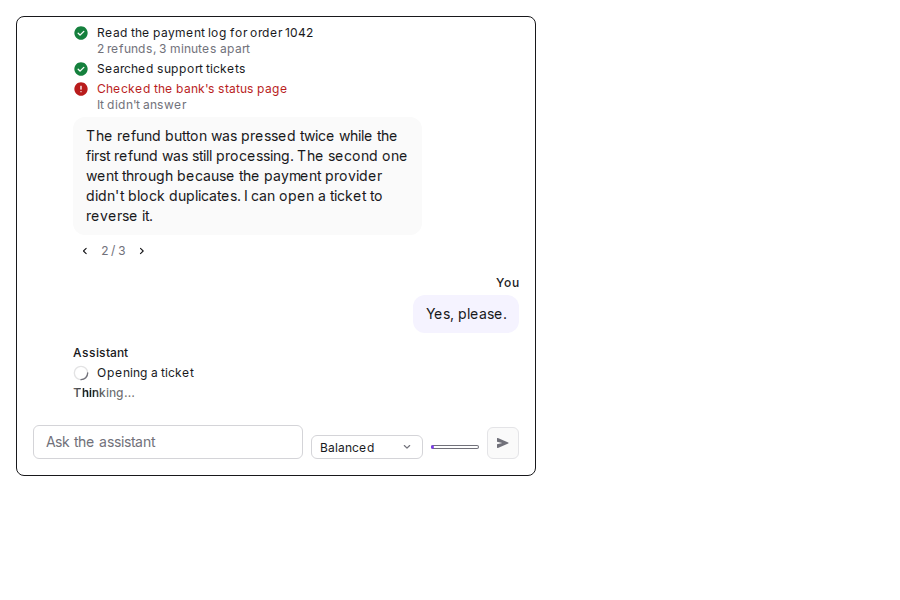 Read the payment log for order 1042
2 refunds, 3 minutes apart
Searched support tickets
Checked the bank's status page
It didn't answer
The refund button was pressed twice while the
first refund was still processing. The second one
went through because the payment provider
didn't block duplicates. I can open a ticket to
reverse it.
2 / 3
You
Yes, please.
Assistant
Opening a ticket
Thinking...
Ask the assistant
Balanced